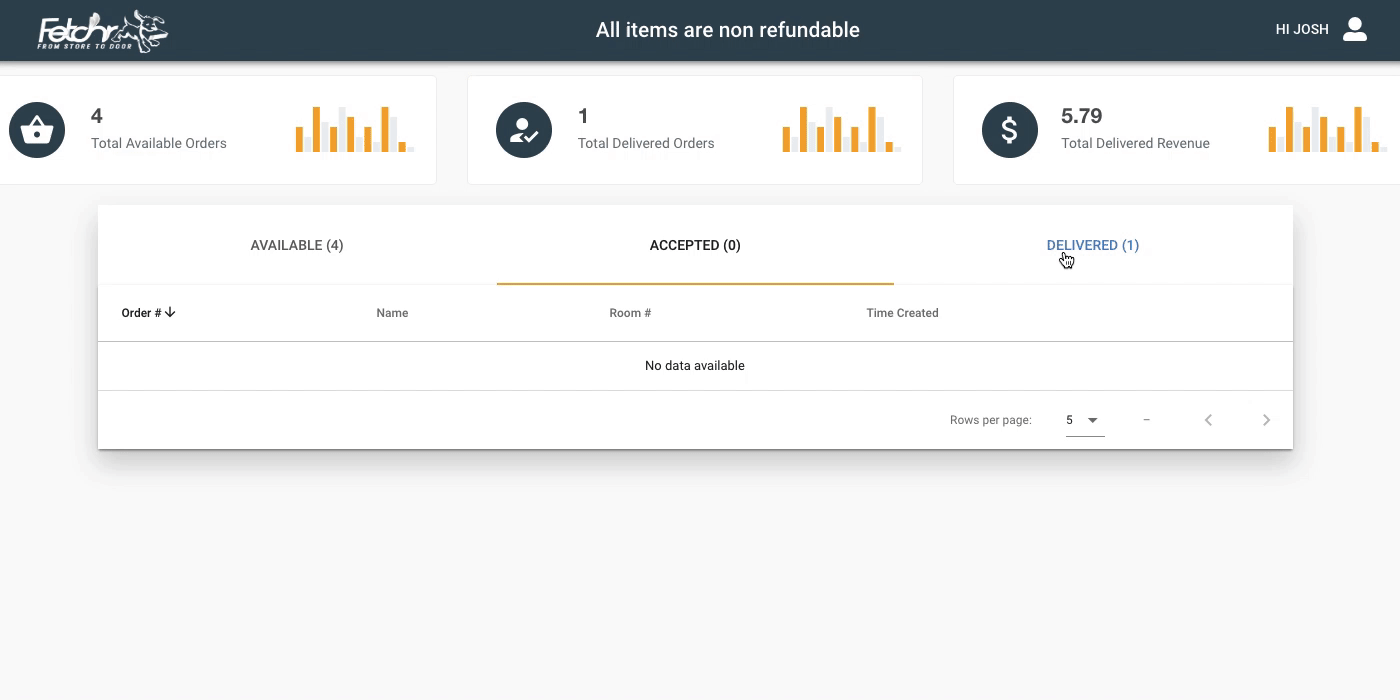 Fetchr
FROM STORE TO DOOR
All items are non refundable
HI JOSH
4
Total Available Orders
1
Total Delivered Orders
$
5.79
Total Delivered Revenue
AVAILABLE (4)
ACCEPTED (0)
DELIVERED (1)
Order #
Name
Room #
Time Created
No data available
Rows per page:
5
–